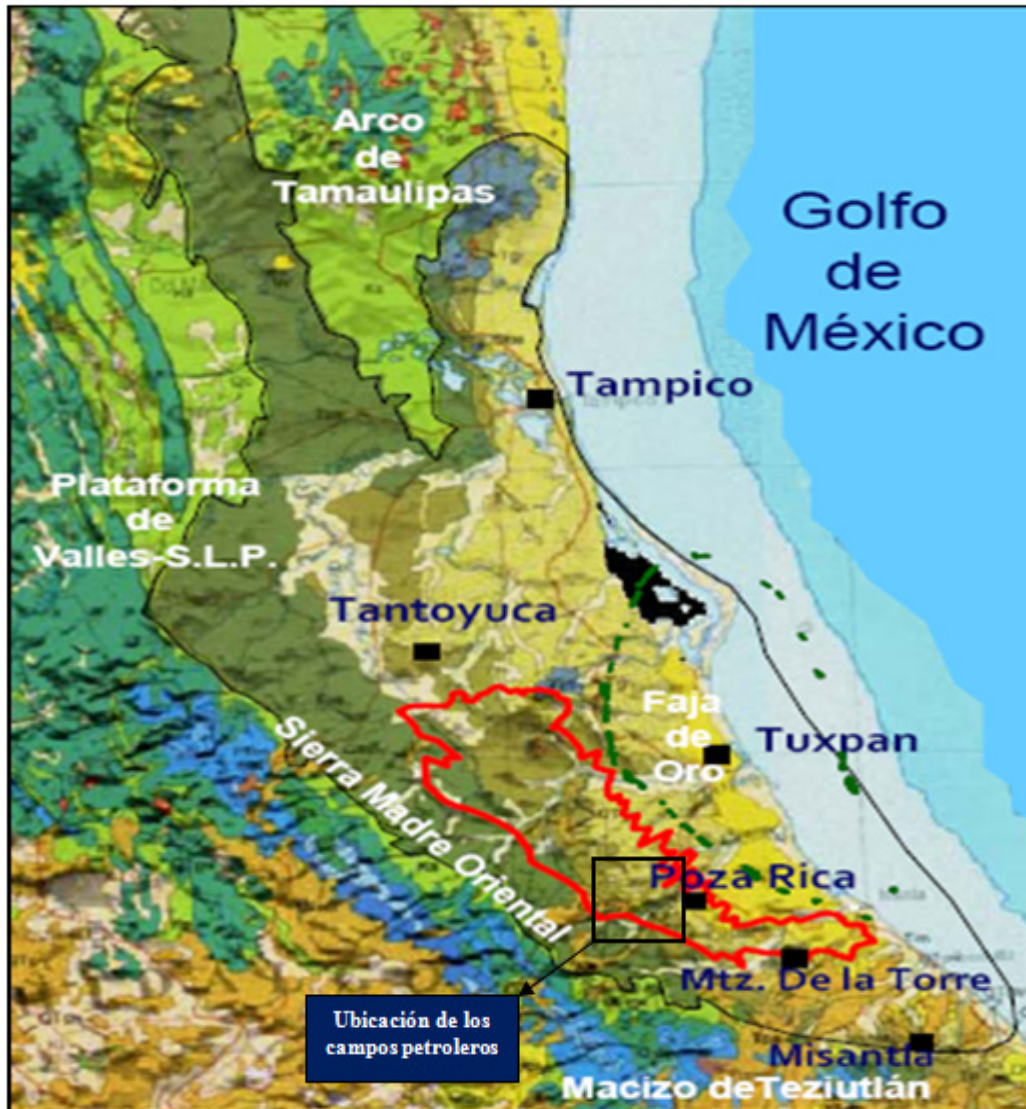 Arco
de
Tamaulipas
Golfo
de
México
Tampico
Plataforma
de
Valles-S.L.P.
Tantoyuca
Faja
de
Oro
Tuxpan
Sierra Madre Oriental
Poza Rica
Mtz. De la Torre
Ubicación de los
campos petroleros
Misantla
Macizo deTeziutlán